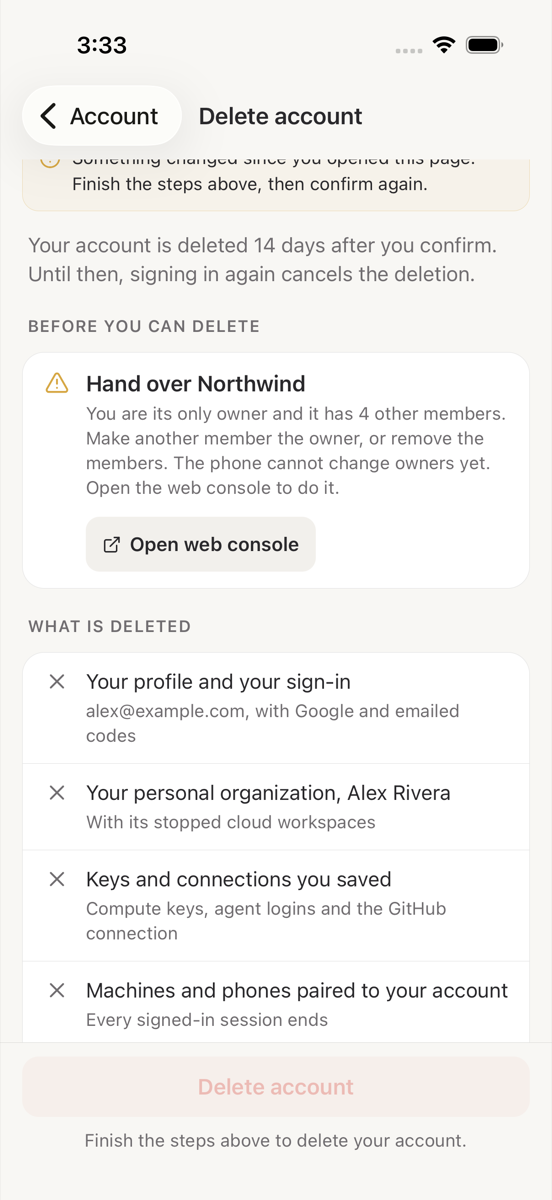 3:33
Account
Delete account
Something changed since you opened this page.
Finish the steps above, then confirm again.
Your account is deleted 14 days after you confirm.
Until then, signing in again cancels the deletion.
BEFORE YOU CAN DELETE
Hand over Northwind
You are its only owner and it has 4 other members.
Make another member the owner, or remove the
members. The phone cannot change owners yet.
Open the web console to do it.
Open web console
WHAT IS DELETED
Your profile and your sign-in
alex@example.com, with Google and emailed
codes
Your personal organization, Alex Rivera
With its stopped cloud workspaces
Keys and connections you saved
Compute keys, agent logins and the GitHub
connection
Machines and phones paired to your account
Every signed-in session ends
Delete account
Finish the steps above to delete your account.